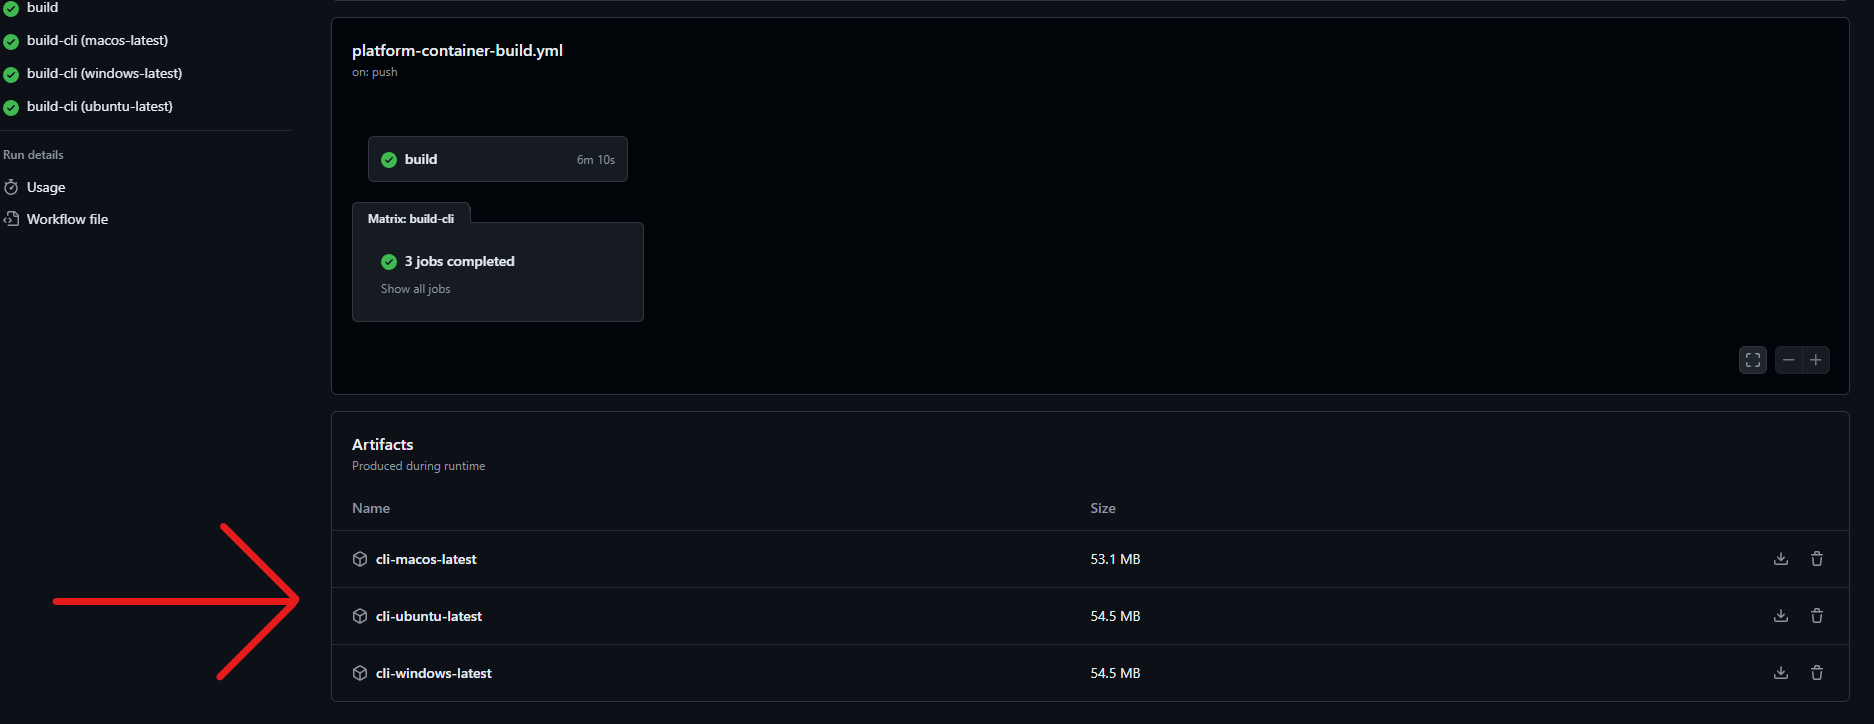 build
build-cli (macos-latest)
build-cli (windows-latest)
build-cli (ubuntu-latest)
Run details
Usage
Workflow file
platform-container-build.yml
on: push
build 6m 10s
Matrix: build-cli
3 jobs completed
Show all jobs
Artifacts
Produced during runtime
Name Size
cli-macos-latest 53.1 MB
cli-ubuntu-latest 54.5 MB
cli-windows-latest 54.5 MB